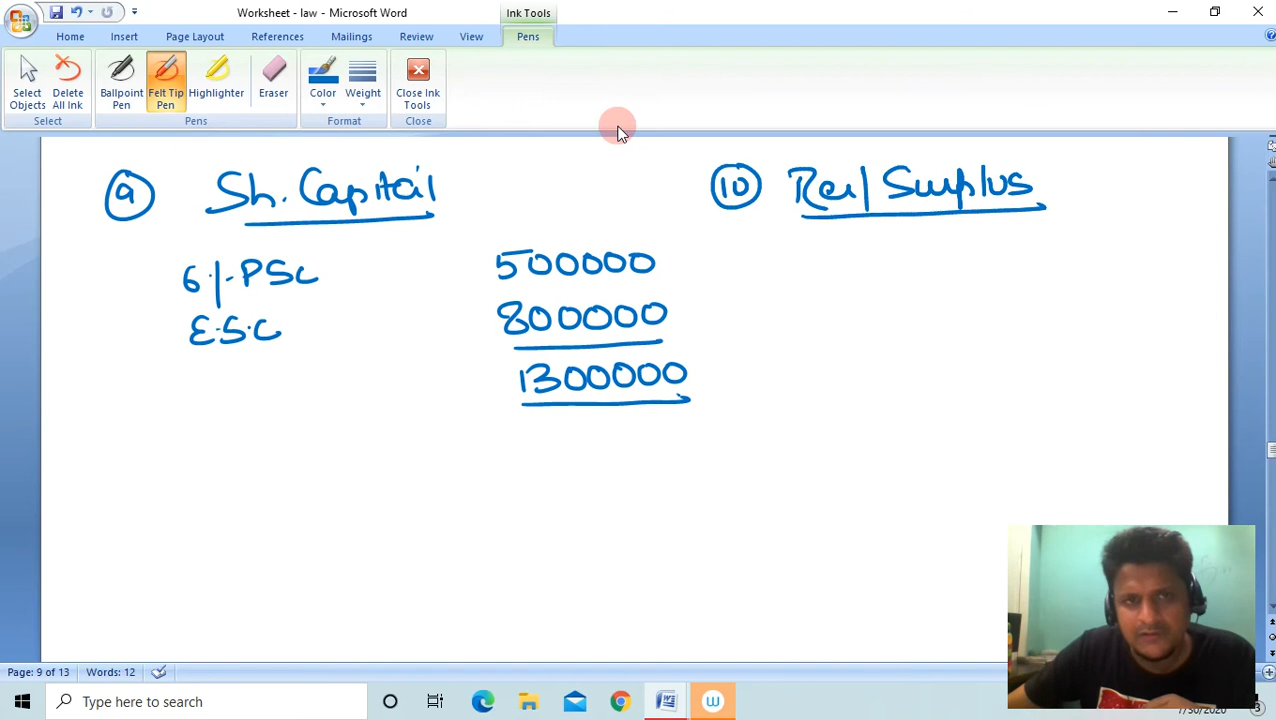 Worksheet - law - Microsoft Word
Ink Tools
Home Insert Page Layout References Mailings Review View Pens
Select Objects
Delete All Ink
Ballpoint Pen
Felt Tip Pen
Highlighter
Eraser
Color
Weight
Close Ink Tools
Select Pens Format Close
9 Sh. Capital
10 Res/Surplus
6%PSC 500000
E.S.C 800000
1300000
Page: 9 of 13 Words: 12
Type here to search
7/30/2020